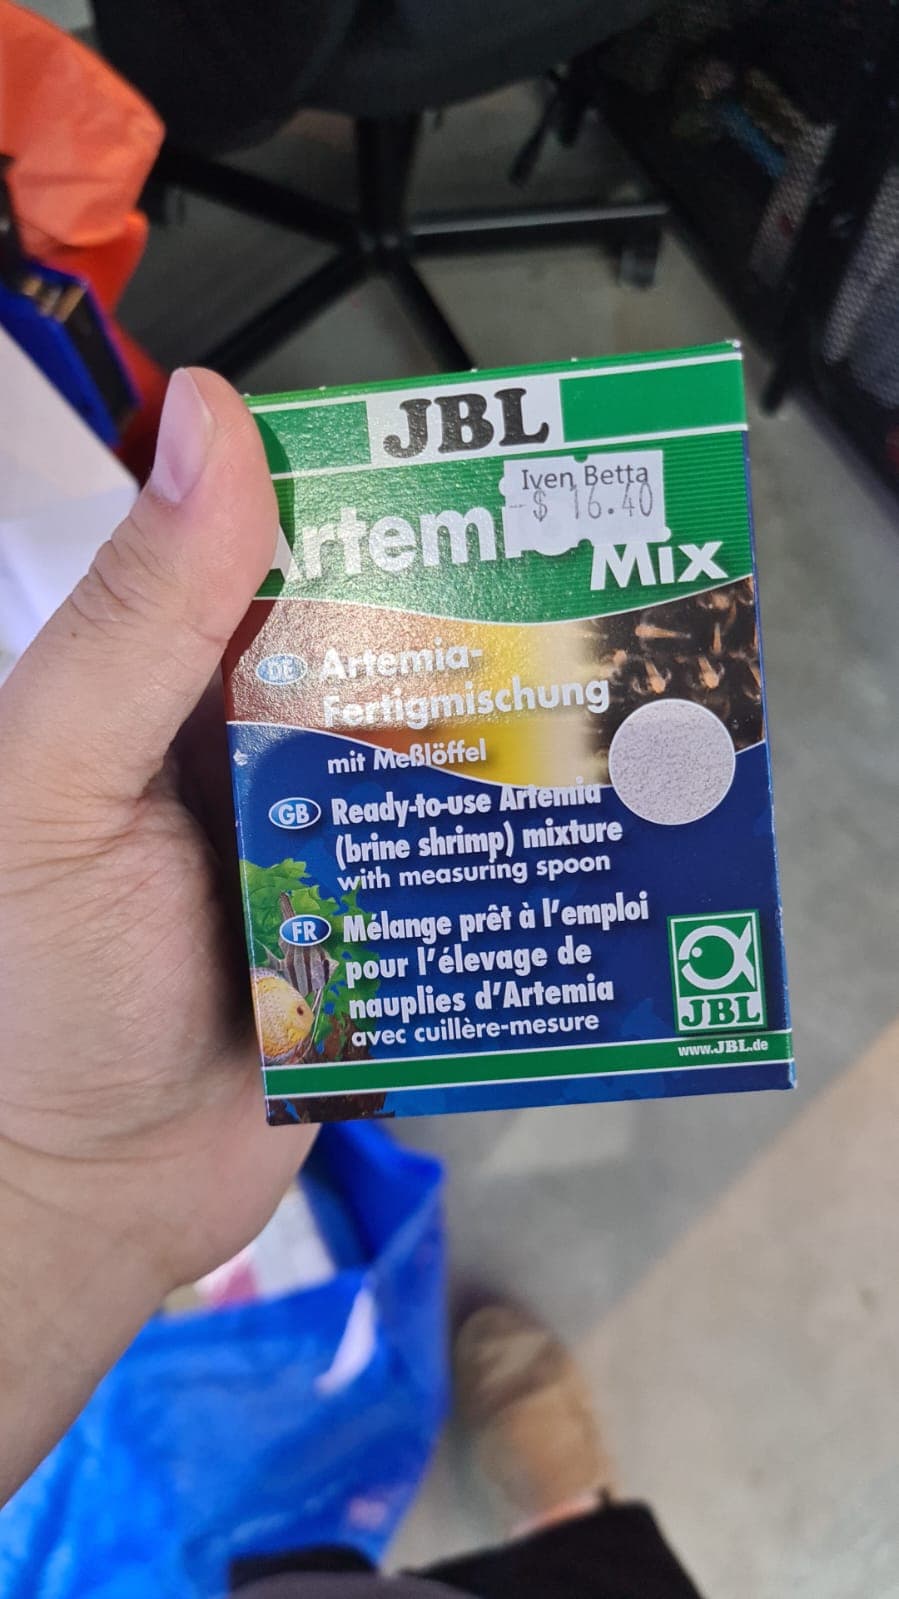 JBL
Iven Betta
$ 16.40
Artemio
Mix
DE Artemia-
Fertigmischung
mit Meßlöffel
GB Ready-to-use Artemia
(brine shrimp) mixture
with measuring spoon
FR Mélange prêt à l'emploi
pour l'élevage de
nauplies d'Artemia
avec cuillère-mesure
JBL
www.JBL.de